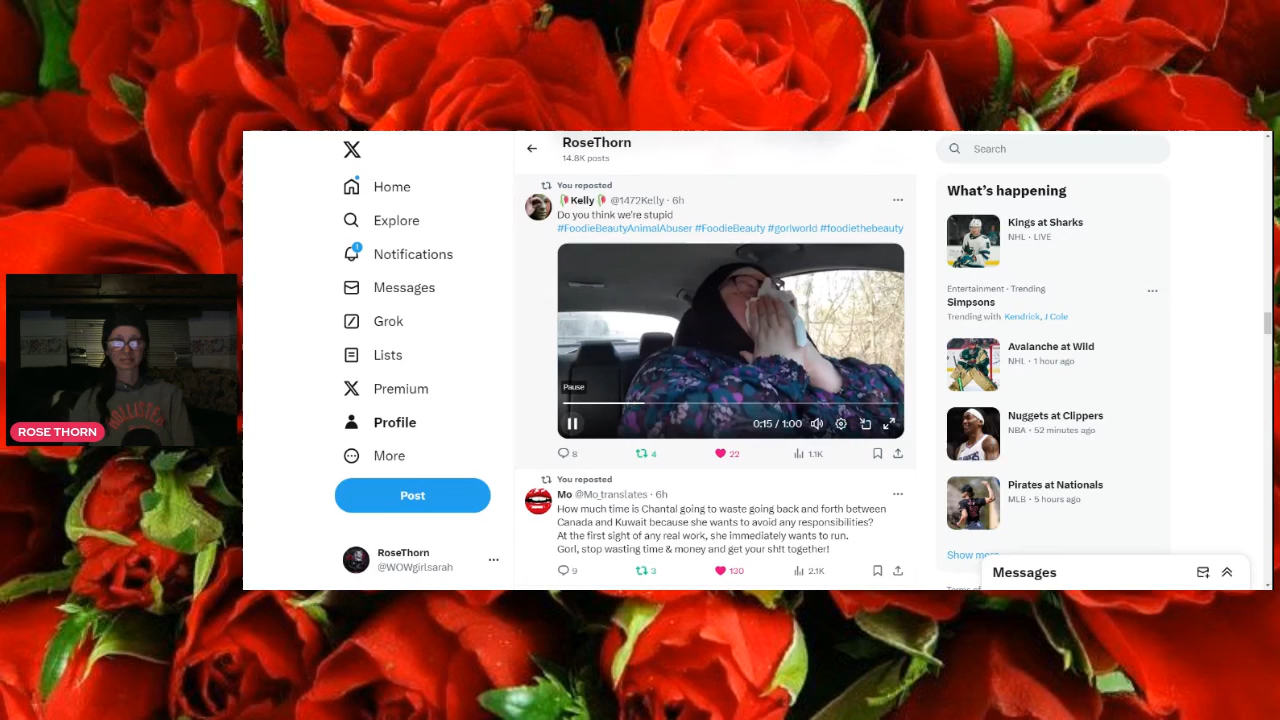 RoseThorn
14.8K posts
Home
Explore
Notifications
1
Messages
Grok
Lists
Premium
Profile
More
Post
RoseThorn
@WOWgirlsarah
You reposted
Kelly @1472Kelly · 6h
Do you think we're stupid
#FoodieBeautyAnimalAbuser #FoodieBeauty #gorlworld #foodiethebeauty
Pause
0:15 / 1:00
8 4 22 1.1K
You reposted
Mo @Mo_translates · 6h
How much time is Chantal going to waste going back and forth between
Canada and Kuwait because she wants to avoid any responsibilities?
At the first sight of any real work, she immediately wants to run.
Gorl, stop wasting time & money and get your sh!t together!
9 3 130 2.1K
Search
What's happening
Kings at Sharks
NHL · LIVE
Entertainment · Trending
Simpsons
Trending with Kendrick, J Cole
Avalanche at Wild
NHL · 1 hour ago
Nuggets at Clippers
NBA · 52 minutes ago
Pirates at Nationals
MLB · 5 hours ago
Show more
Messages
ROSE THORN
HOLLISTER